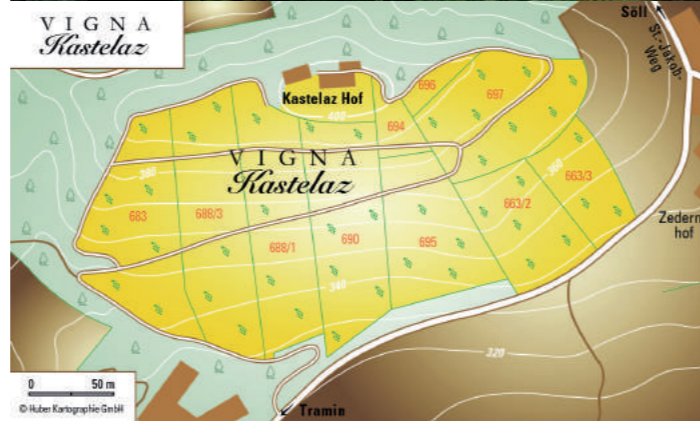 VIGNA
Kastelaz
Söll
St.-Jakob-
Weg
696
697
Kastelaz Hof
400
694
VIGNA
Kastelaz
380
360
663/3
683
688/3
663/2
Zedern
hof
688/1
690
695
340
320
0 50 m
© Huber Kartographie GmbH
Tramin